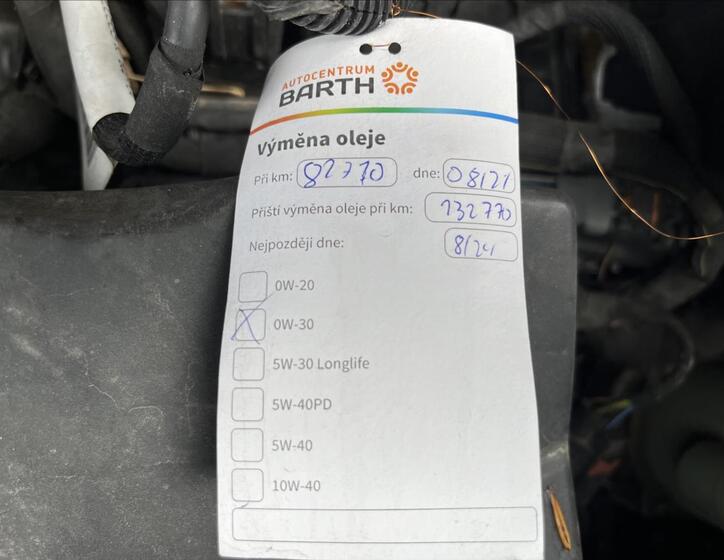 AUTOCENTRUM
BARTH
Výměna oleje
Při km: 82770 dne: 08/21
Příští výměna oleje při km: 132770
Nejpozději dne: 8/24
0W-20
X 0W-30
5W-30 Longlife
5W-40PD
5W-40
10W-40